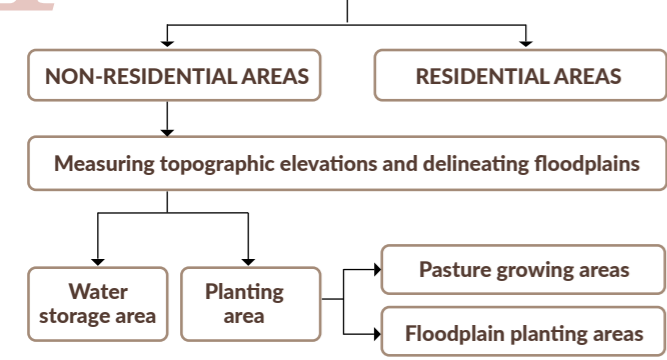 NON-RESIDENTIAL AREAS
RESIDENTIAL AREAS
Measuring topographic elevations and delineating floodplains
Water
storage area
Planting
area
Pasture growing areas
Floodplain planting areas